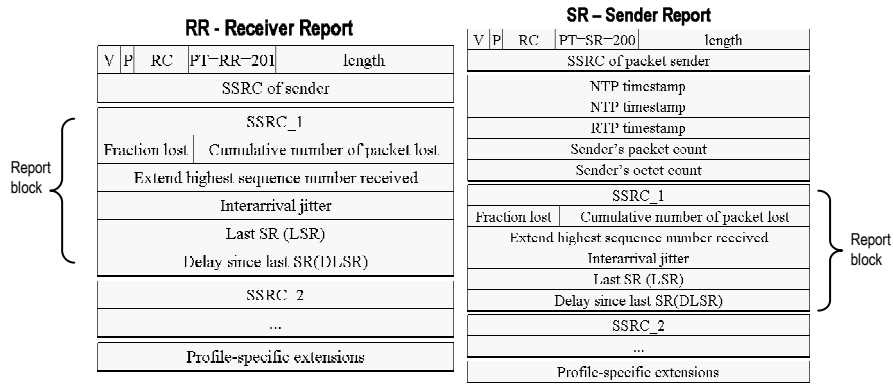 RR - Receiver Report
V P RC PT=RR=201 length
SSRC of sender
SSRC_1
Fraction lost Cumulative number of packet lost
Extend highest sequence number received
Interarrival jitter
Last SR (LSR)
Delay since last SR(DLSR)
SSRC_2
...
Profile-specific extensions
Report
block
SR – Sender Report
V P RC PT=SR=200 length
SSRC of packet sender
NTP timestamp
NTP timestamp
RTP timestamp
Sender's packet count
Sender's octet count
SSRC_1
Fraction lost Cumulative number of packet lost
Extend highest sequence number received
Interarrival jitter
Last SR (LSR)
Delay since last SR(DLSR)
SSRC_2
...
Profile-specific extensions
Report
block